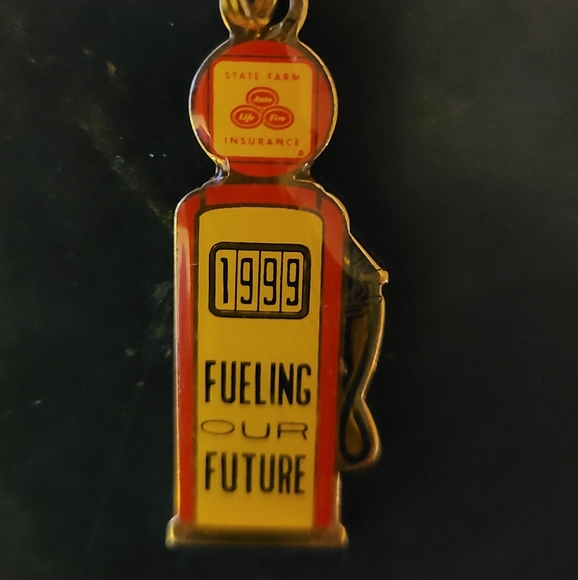 STATE FARM
Auto
Life Fire
INSURANCE
®
1999
FUELING
OUR
FUTURE